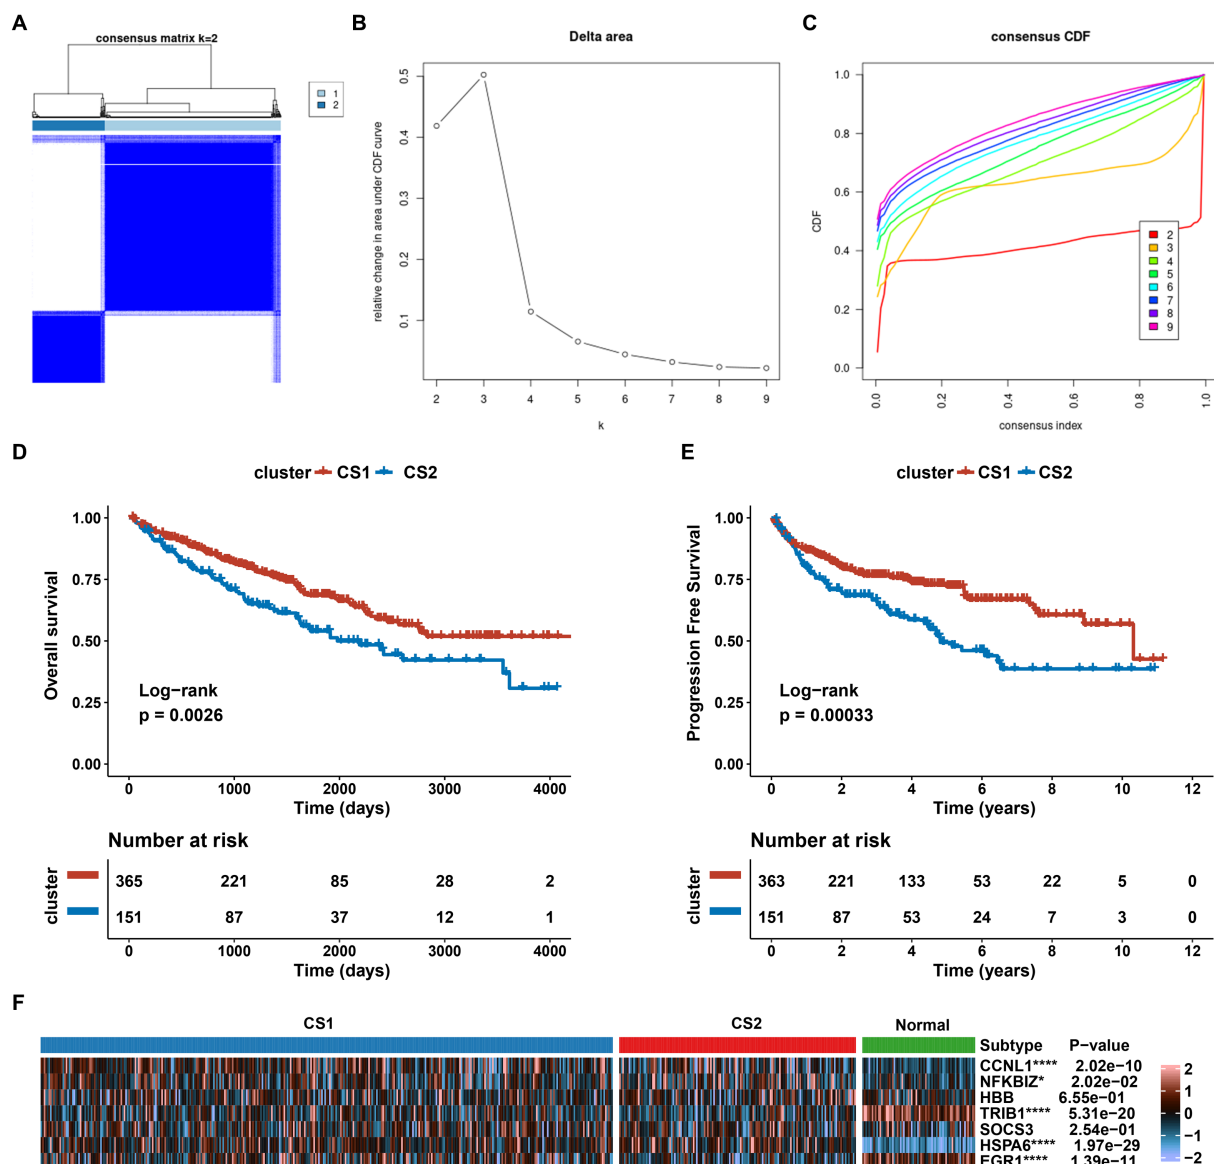 A
consensus matrix k=2
1
2
B
Delta area
relative change in area under CDF curve
0.5
0.4
0.3
0.2
0.1
2 3 4 5 6 7 8 9
k
C
consensus CDF
CDF
1.0
0.8
0.6
0.4
0.2
0.0
2
3
4
5
6
7
8
9
0.0 0.2 0.4 0.6 0.8 1.0
consensus index
D
cluster CS1 CS2
Overall survival
1.00
0.75
0.50
0.25
0.00
Log-rank
p = 0.0026
0 1000 2000 3000 4000
Time (days)
Number at risk
cluster
365 221 85 28 2
151 87 37 12 1
0 1000 2000 3000 4000
Time (days)
E
cluster CS1 CS2
Progression Free Survival
1.00
0.75
0.50
0.25
0.00
Log-rank
p = 0.00033
0 2 4 6 8 10 12
Time (years)
Number at risk
cluster
363 221 133 53 22 5 0
151 87 53 24 7 3 0
0 2 4 6 8 10 12
Time (years)
F
CS1 CS2 Normal
Subtype P-value
CCNL1**** 2.02e-10
NFKBIZ* 2.02e-02
HBB 6.55e-01
TRIB1**** 5.31e-20
SOCS3 2.54e-01
HSPA6**** 1.97e-29
EGR1**** 1.39e-11
2
1
0
-1
-2